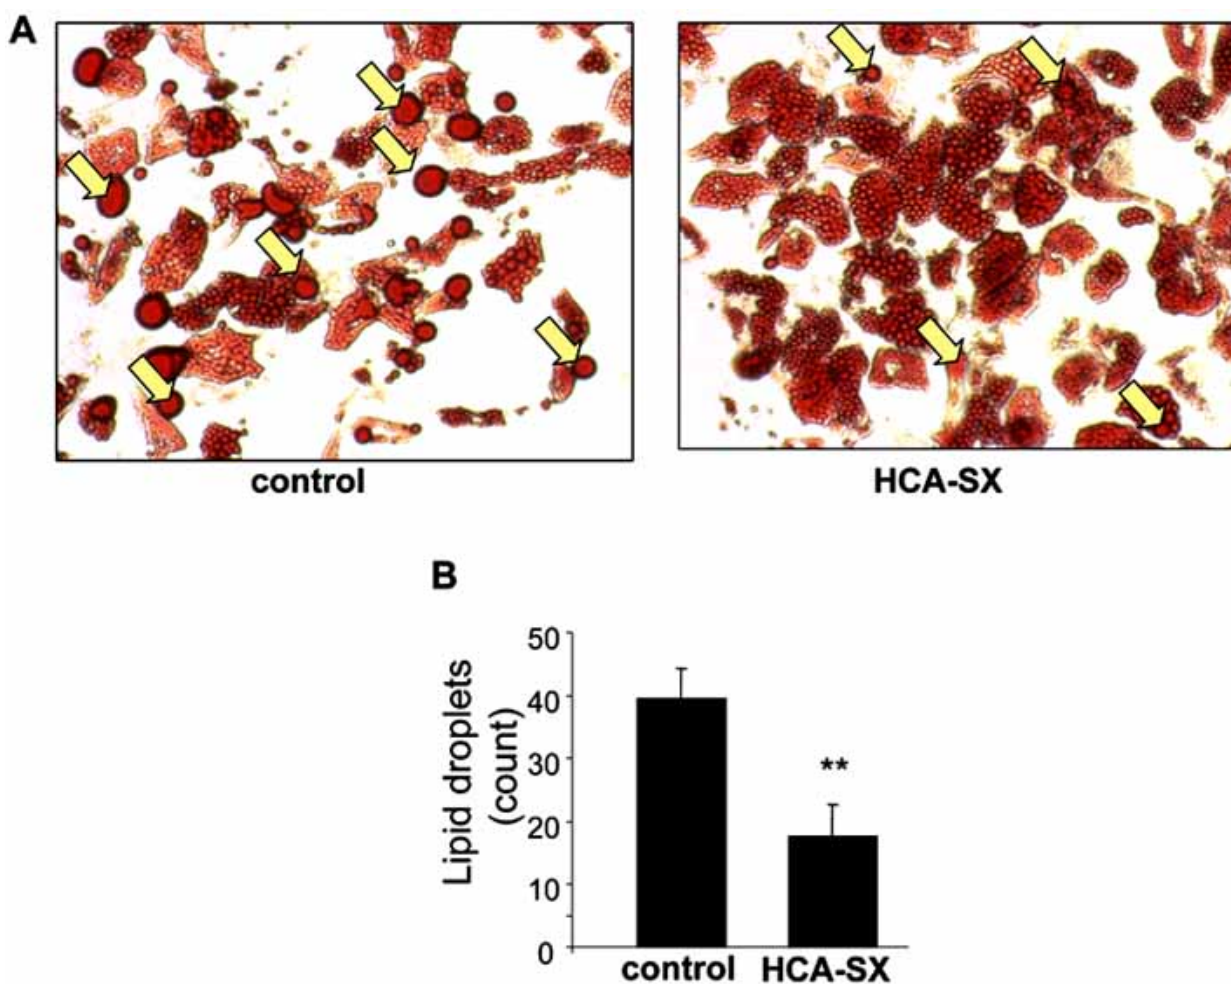 A
control
HCA-SX
B
Lipid droplets
(count)
50
40
30
20
10
0
**
control
HCA-SX